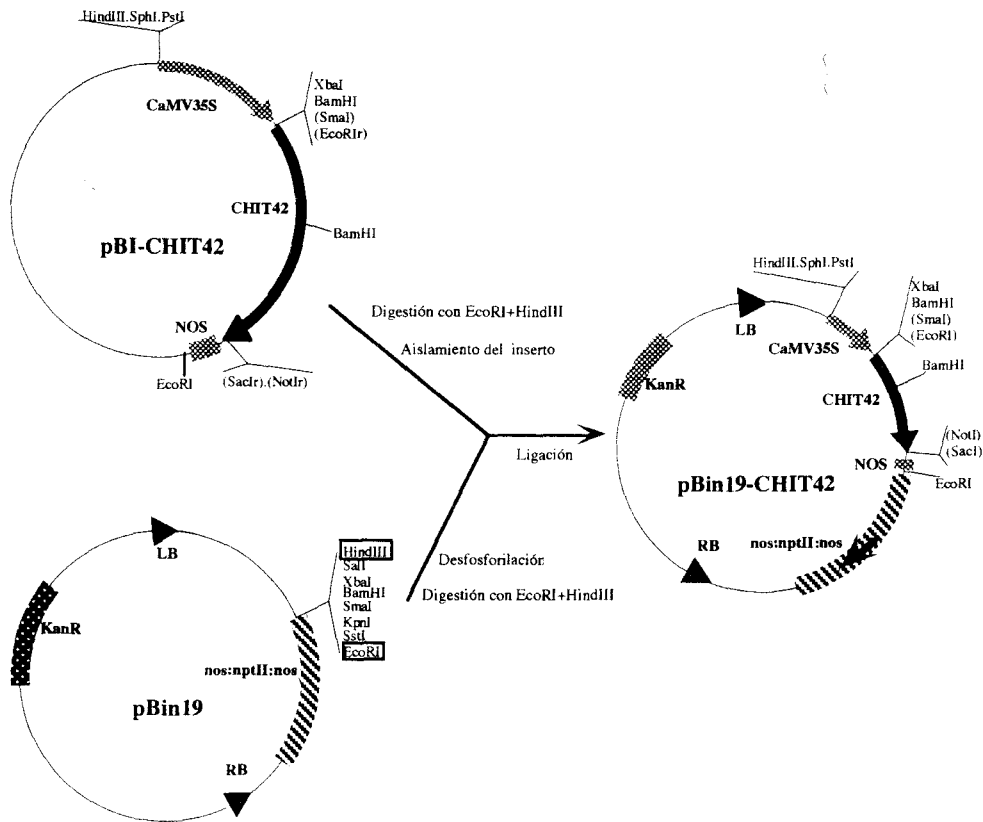 HindIII.SphI.PstI
CaMV35S
XbaI
BamHI
(SmaI)
(EcoRIr)
CHIT42
BamHI
pBI-CHIT42
NOS
EcoRI
(SacIr).(NotIr)
Digestión con EcoRI+HindIII
Aislamiento del inserto
Ligación
Desfosforilación
Digestión con EcoRI+HindIII
LB
HindIII
SalI
XbaI
BamHI
SmaI
KpnI
SstI
EcoRI
KanR
nos:nptII:nos
pBin19
RB
HindIII.SphI.PstI
XbaI
BamHI
(SmaI)
(EcoRI)
LB
CaMV35S
BamHI
KanR
CHIT42
(NotI)
(SacI)
NOS
EcoRI
pBin19-CHIT42
nos:nptII:nos
RB